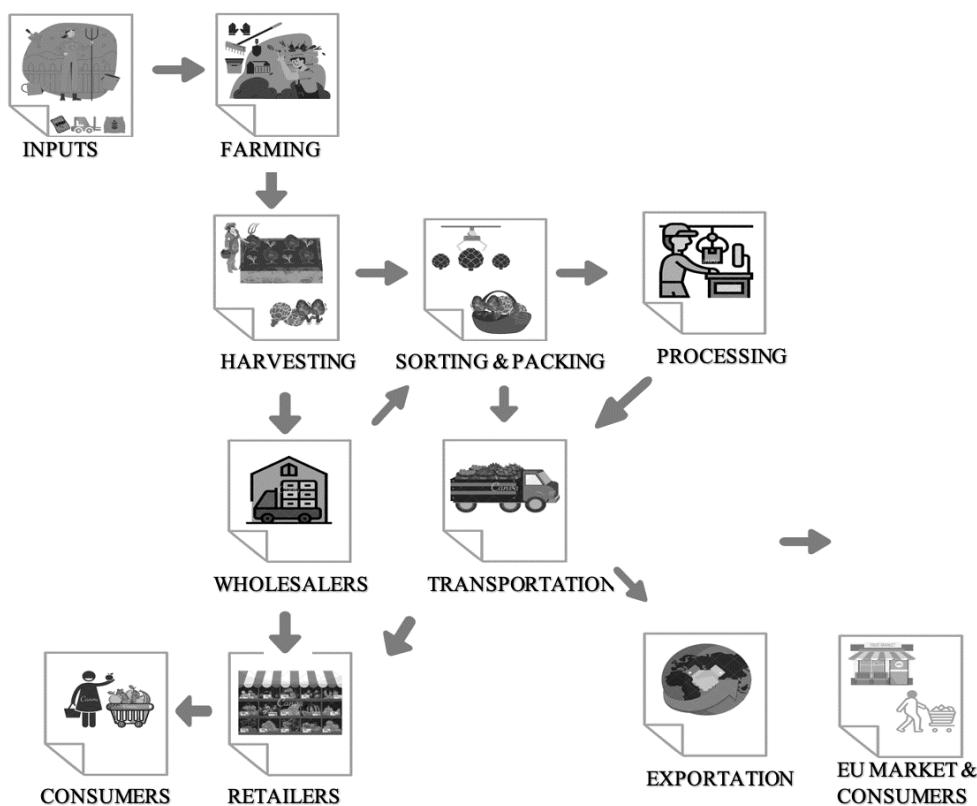 INPUTS
FARMING
HARVESTING
SORTING & PACKING
PROCESSING
WHOLESALERS
TRANSPORTATION
CONSUMERS
RETAILERS
EXPORTATION
EU MARKET &
CONSUMERS